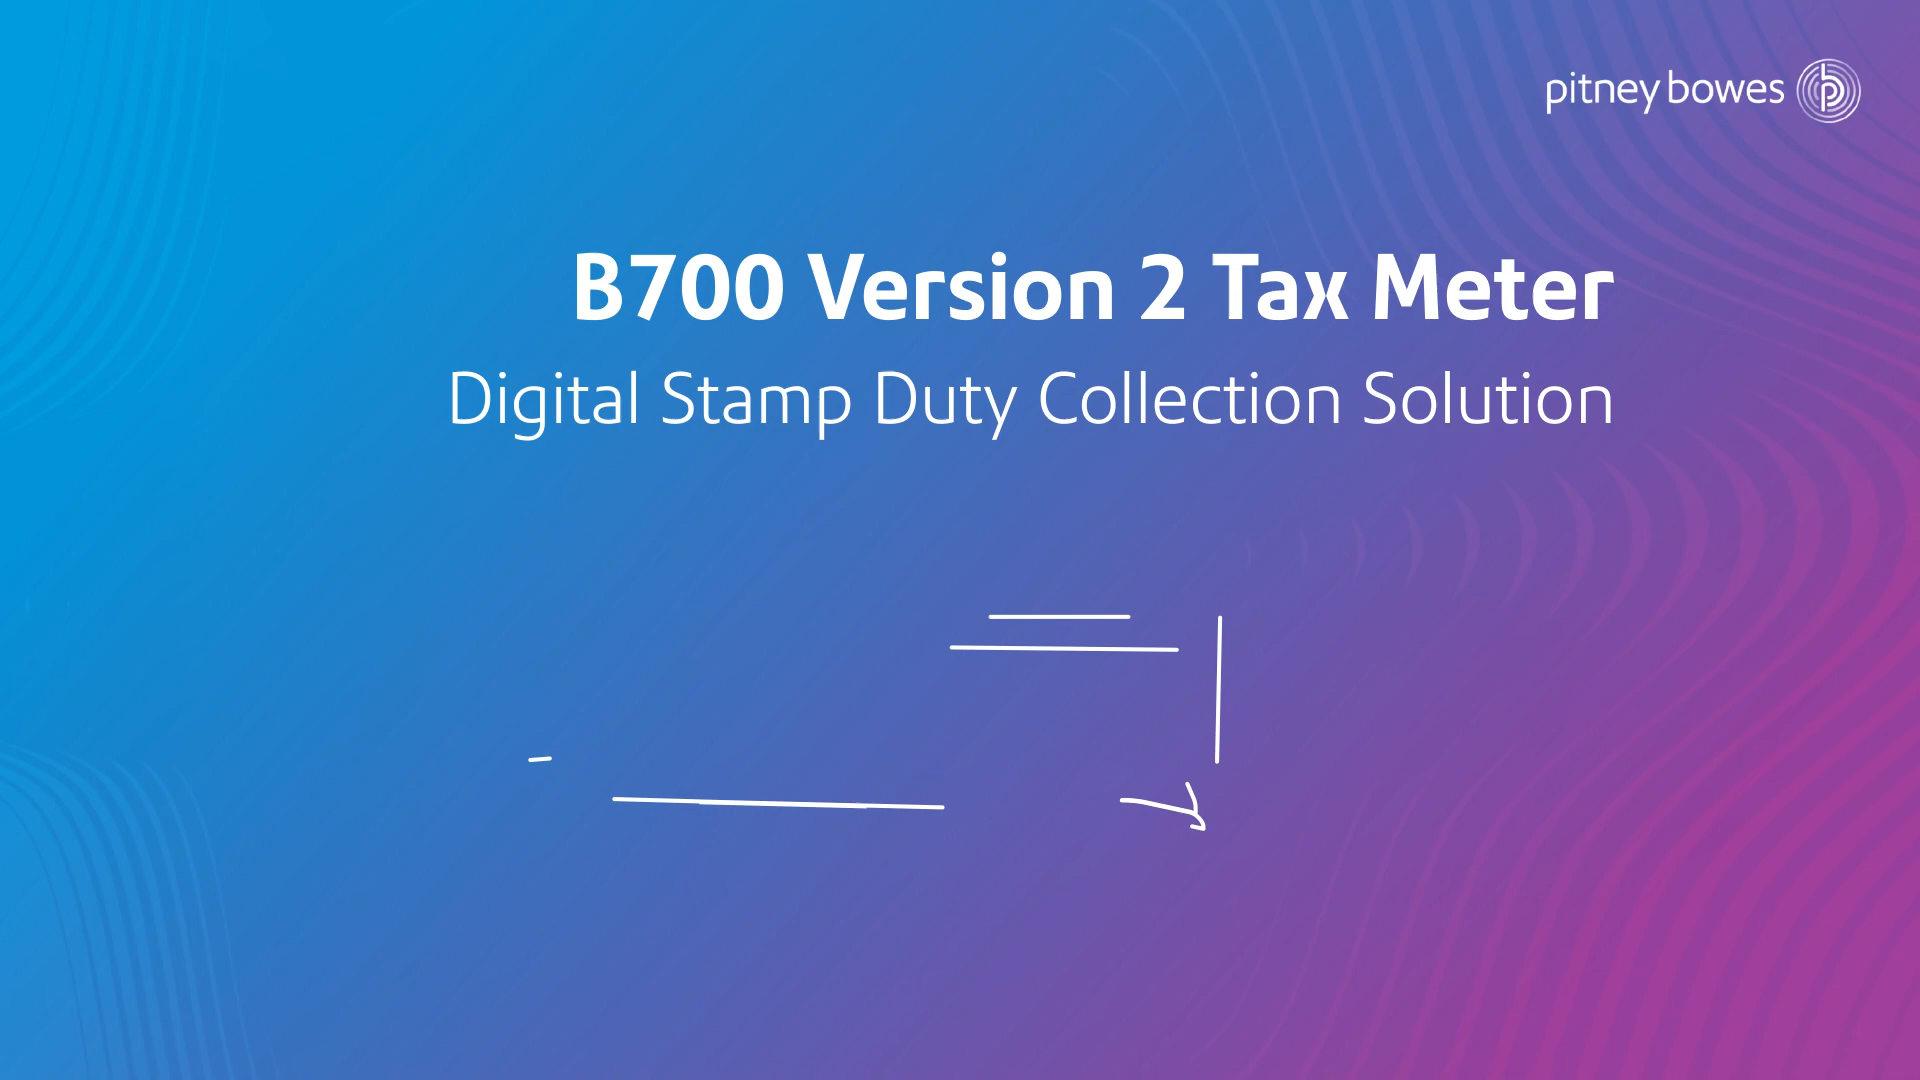 pitney bowes
B700 Version 2 Tax Meter
Digital Stamp Duty Collection Solution